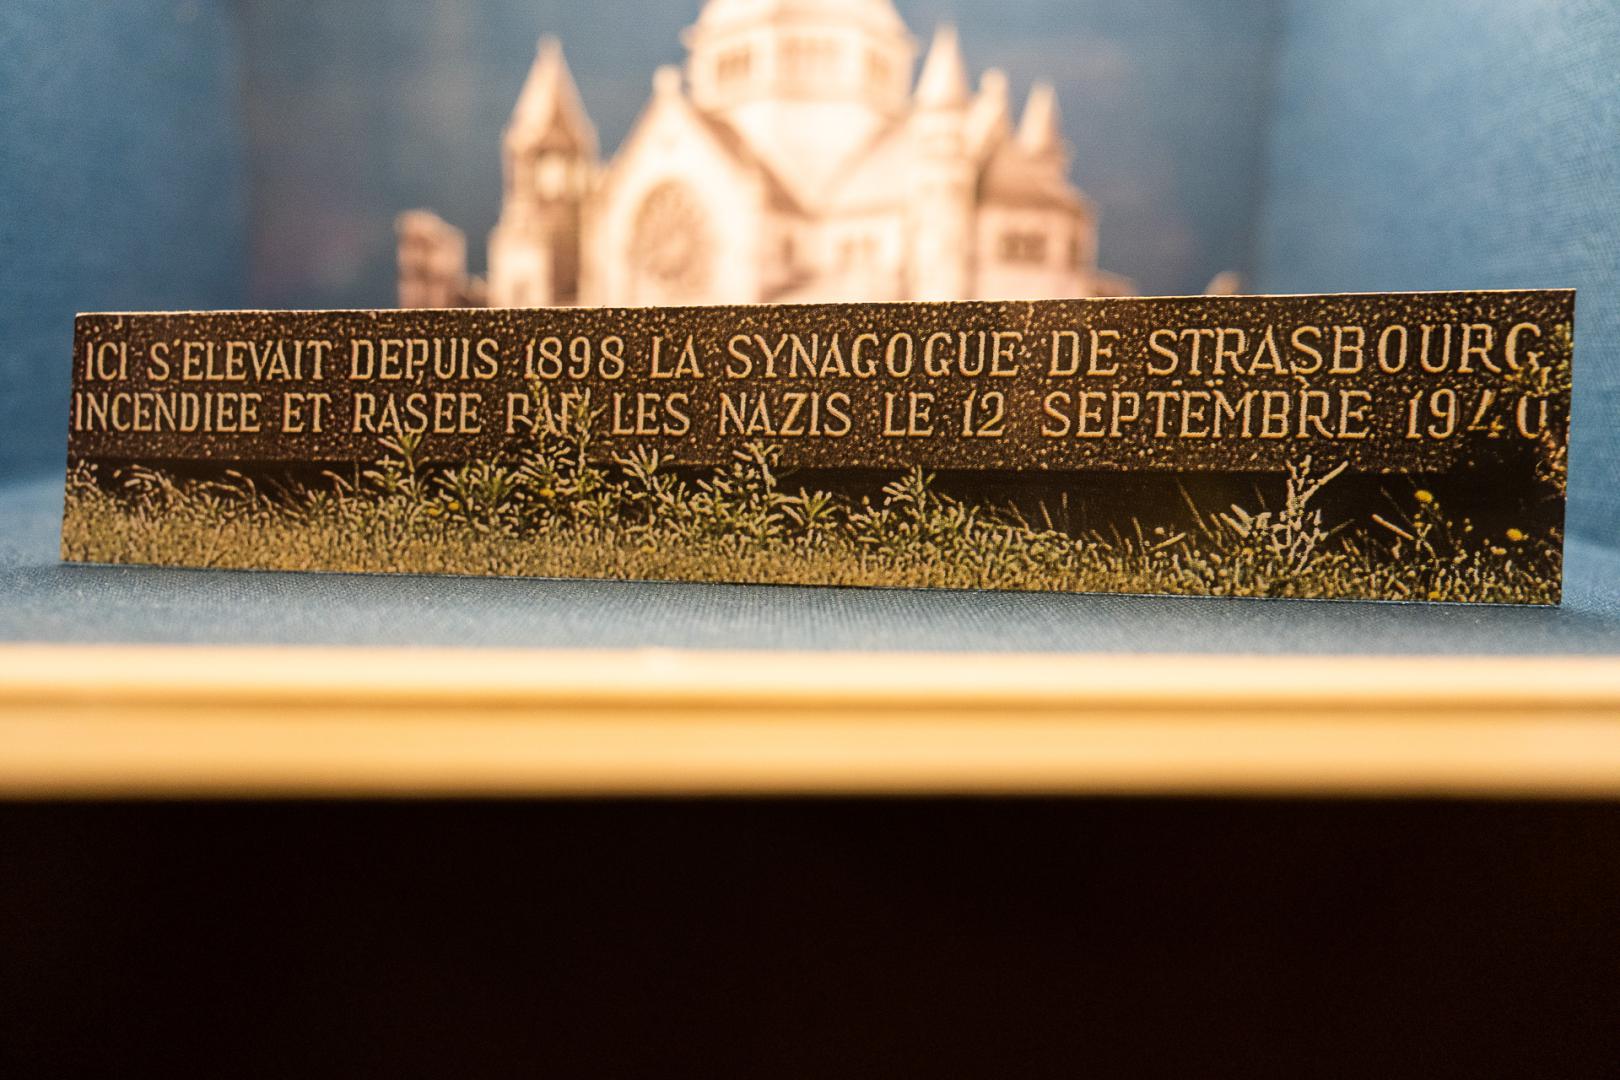 ICI S'ELEVAIT DEPUIS 1898 LA SYNAGOGUE DE STRASBOURG
INCENDIEE ET RASEE PAR LES NAZIS LE 12 SEPTEMBRE 1940